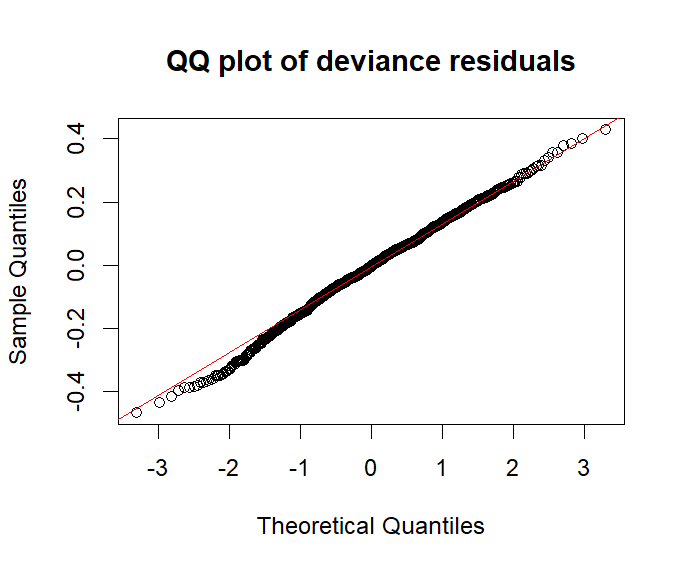 QQ plot of deviance residuals
Sample Quantiles
0.4
0.2
0.0
-0.2
-0.4
-3 -2 -1 0 1 2 3
Theoretical Quantiles